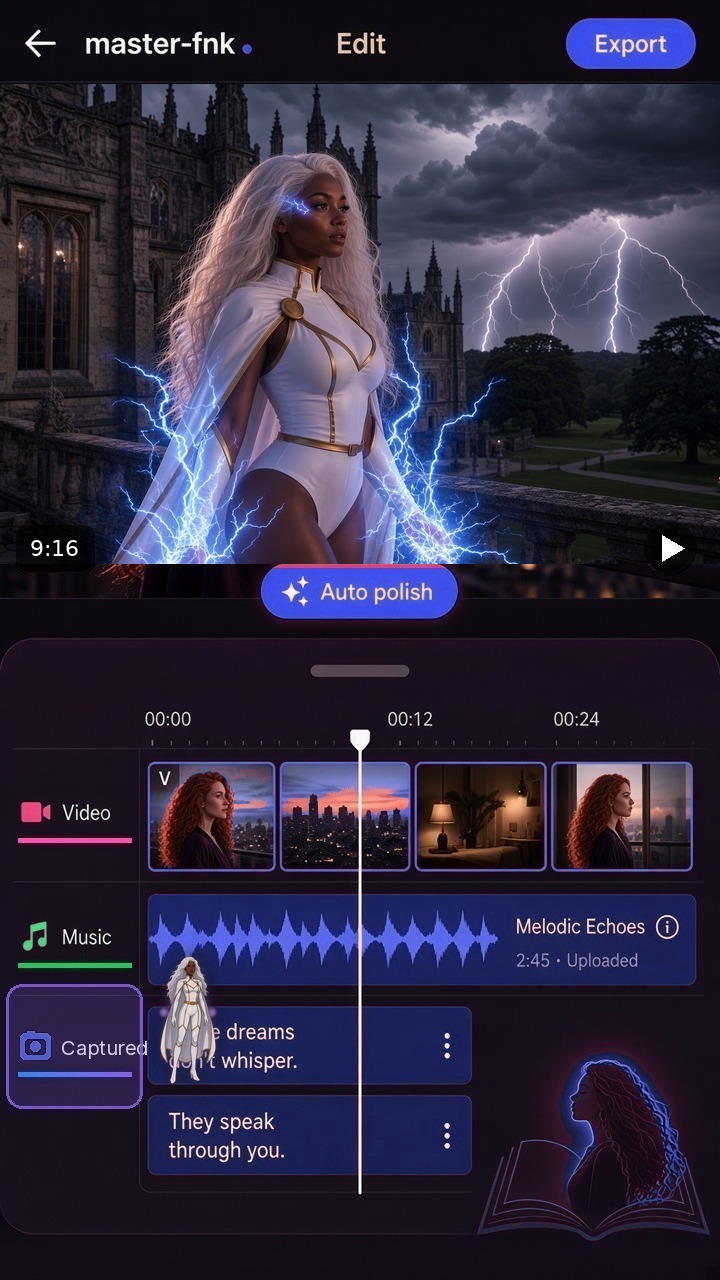 master-fnk
Edit
Export
9:16
Auto polish
00:00
00:12
00:24
V
Video
Music
Melodic Echoes
2:45 • Uploaded
Captured
dreams
whisper.
They speak
through you.